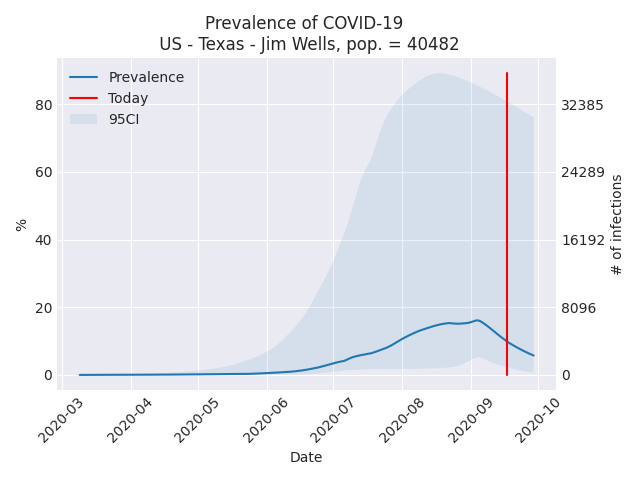 Prevalence of COVID-19
US - Texas - Jim Wells, pop. = 40482
Prevalence
Today
95CI
80
60
40
20
0
%
32385
24289
16192
8096
0
# of infections
2020-03
2020-04
2020-05
2020-06
2020-07
2020-08
2020-09
2020-10
Date